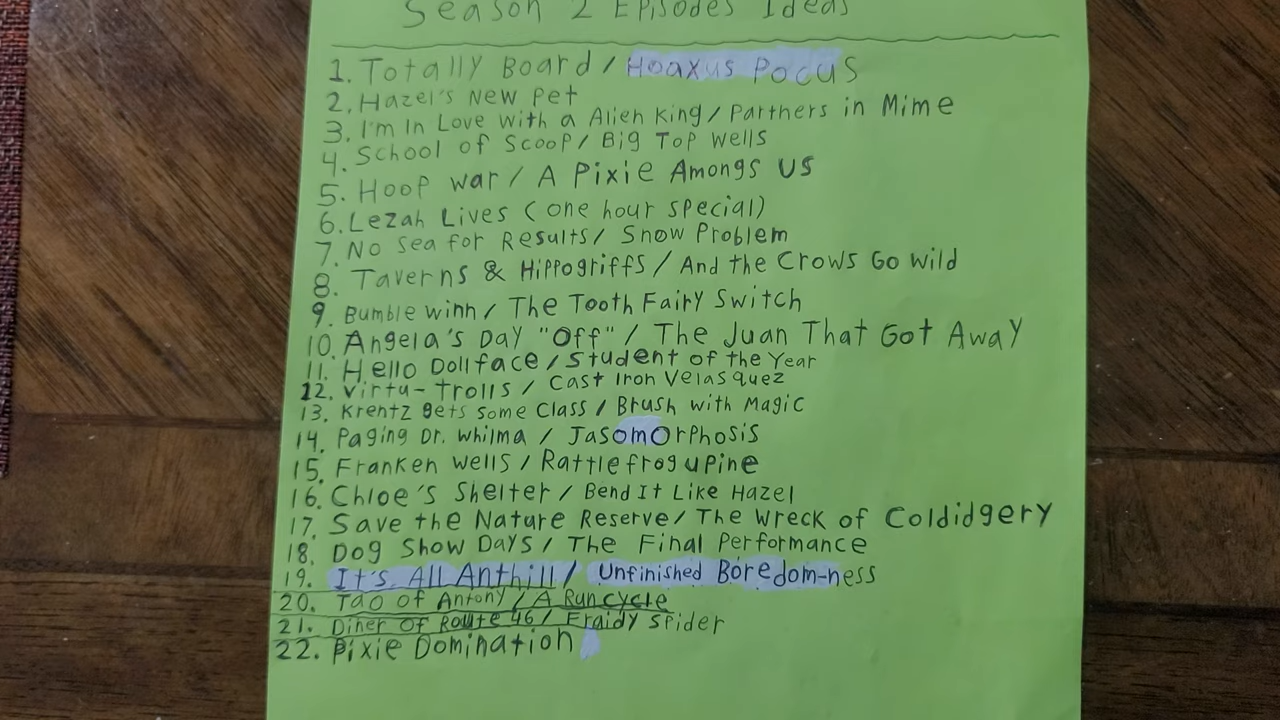 Season 2 Episodes Ideas
1. Totally Board / Hoaxus Pocus
2. Hazel's New Pet
3. I'm In Love with a Alien King / Partners in Mime
4. School of Scoop / Big Top Wells
5. Hoop war / A Pixie Amongs US
6. Lezah Lives (one hour special)
7. No Sea for Results / Snow Problem
8. Taverns & Hippogriffs / And the Crows Go Wild
9. Bumble winn / The Tooth Fairy Switch
10. Angela's Day "Off" / The Juan That Got Away
11. Hello Dollface / Student of the Year
12. Virtu-Trolls / Cast Iron Velasquez
13. Krentz gets Some Class / Brush with Magic
14. Paging Dr. Whilma / Jasomorphosis
15. Franken Wells / Rattlefrogupine
16. Chloe's Shelter / Bend It Like Hazel
17. Save the Nature Reserve / The Wreck of Coldidgery
18. Dog Show Days / The Final Performance
19. It's All Anthill / Unfinished Boredom-ness
20. Tao of Antony / A Run cycle
21. Diner of Route 46 / Fraidy Spider
22. Pixie Domination